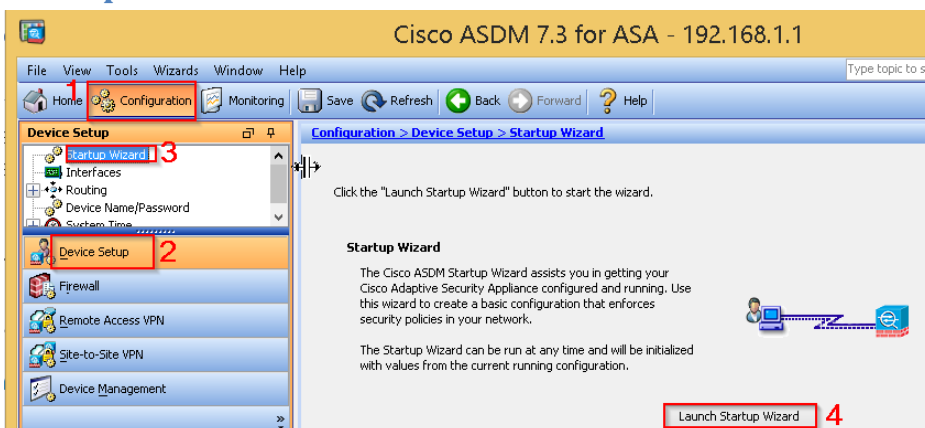 Cisco ASDM 7.3 for ASA - 192.168.1.1
File View Tools Wizards Window Help
Type topic to s
1
Home Configuration Monitoring Save Refresh Back Forward Help
Device Setup
Configuration > Device Setup > Startup Wizard
Startup Wizard 3
Interfaces
Routing
Device Name/Password
System Time
Click the "Launch Startup Wizard" button to start the wizard.
Device Setup 2
Firewall
Remote Access VPN
Site-to-Site VPN
Device Management
»
Startup Wizard
The Cisco ASDM Startup Wizard assists you in getting your
Cisco Adaptive Security Appliance configured and running. Use
this wizard to create a basic configuration that enforces
security policies in your network.
The Startup Wizard can be run at any time and will be initialized
with values from the current running configuration.
Launch Startup Wizard 4